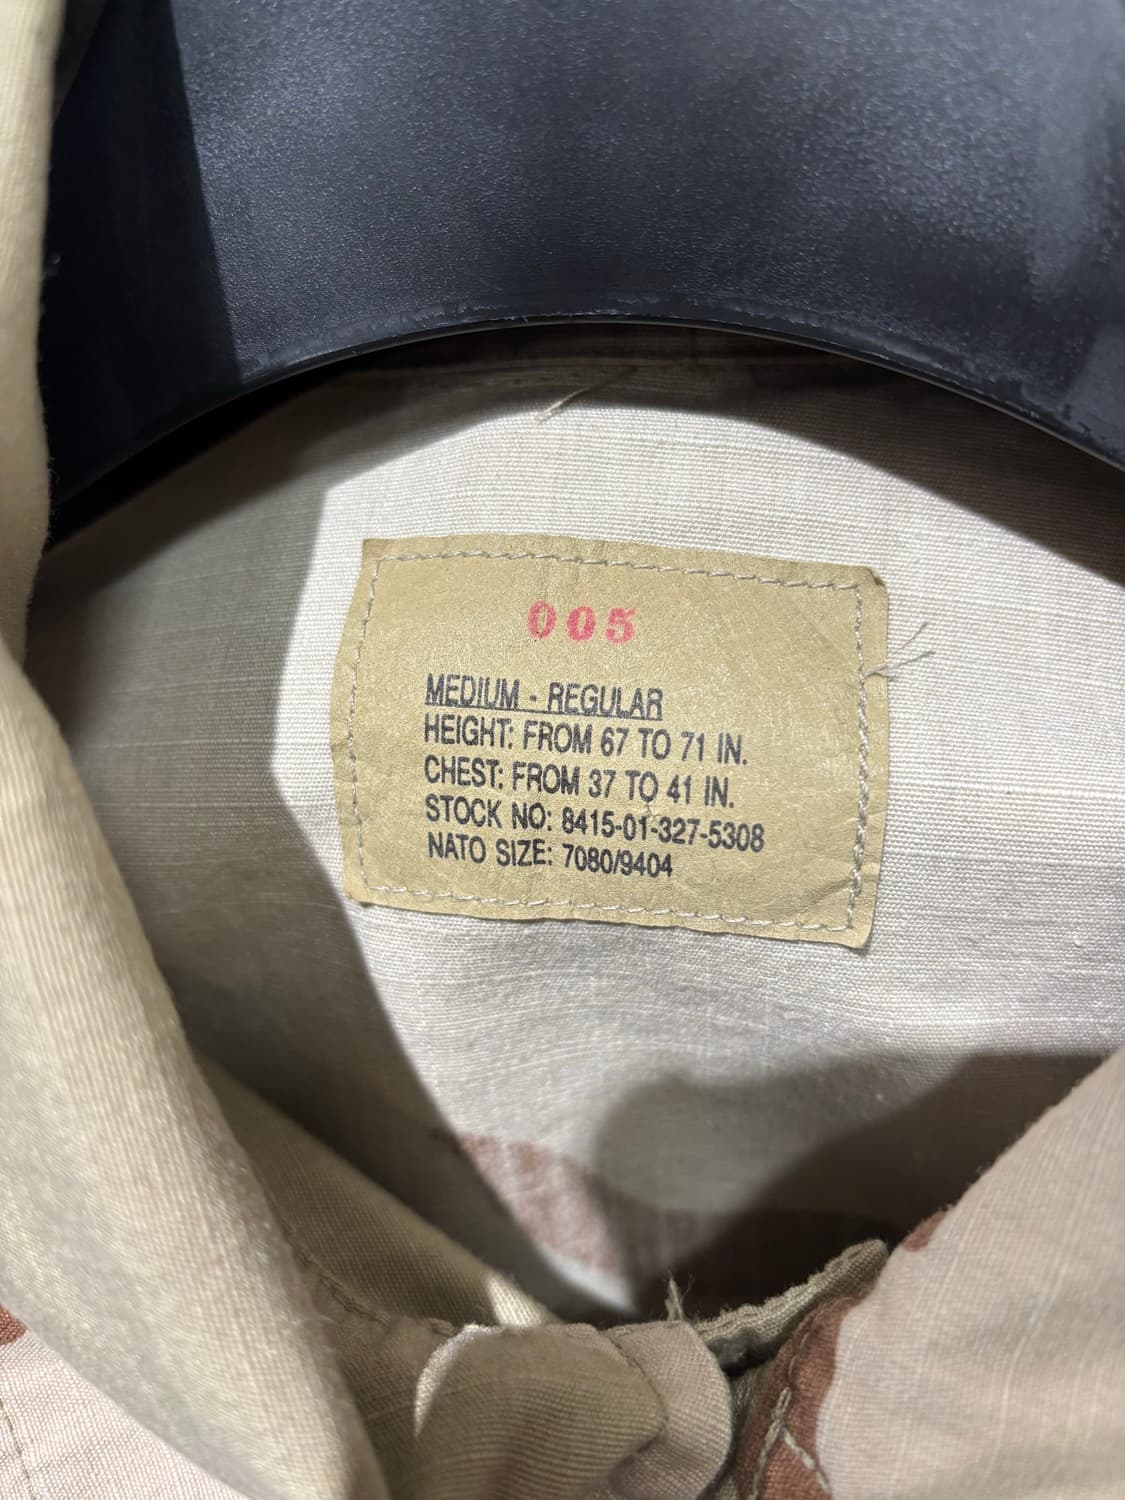 005
MEDIUM - REGULAR
HEIGHT: FROM 67 TO 71 IN.
CHEST: FROM 37 TO 41 IN.
STOCK NO: 8415-01-327-5308
NATO SIZE: 7080/9404